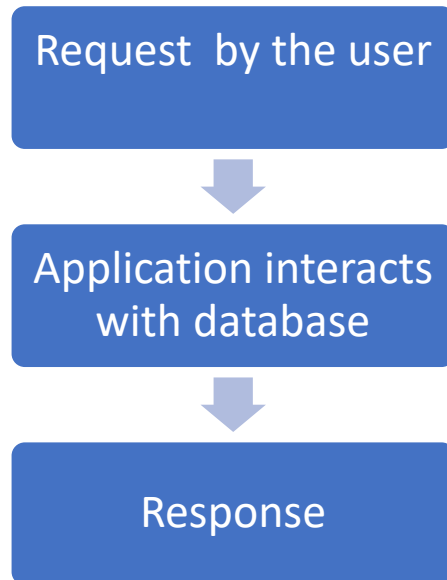 Request  by the user
Application interacts
with database
Response